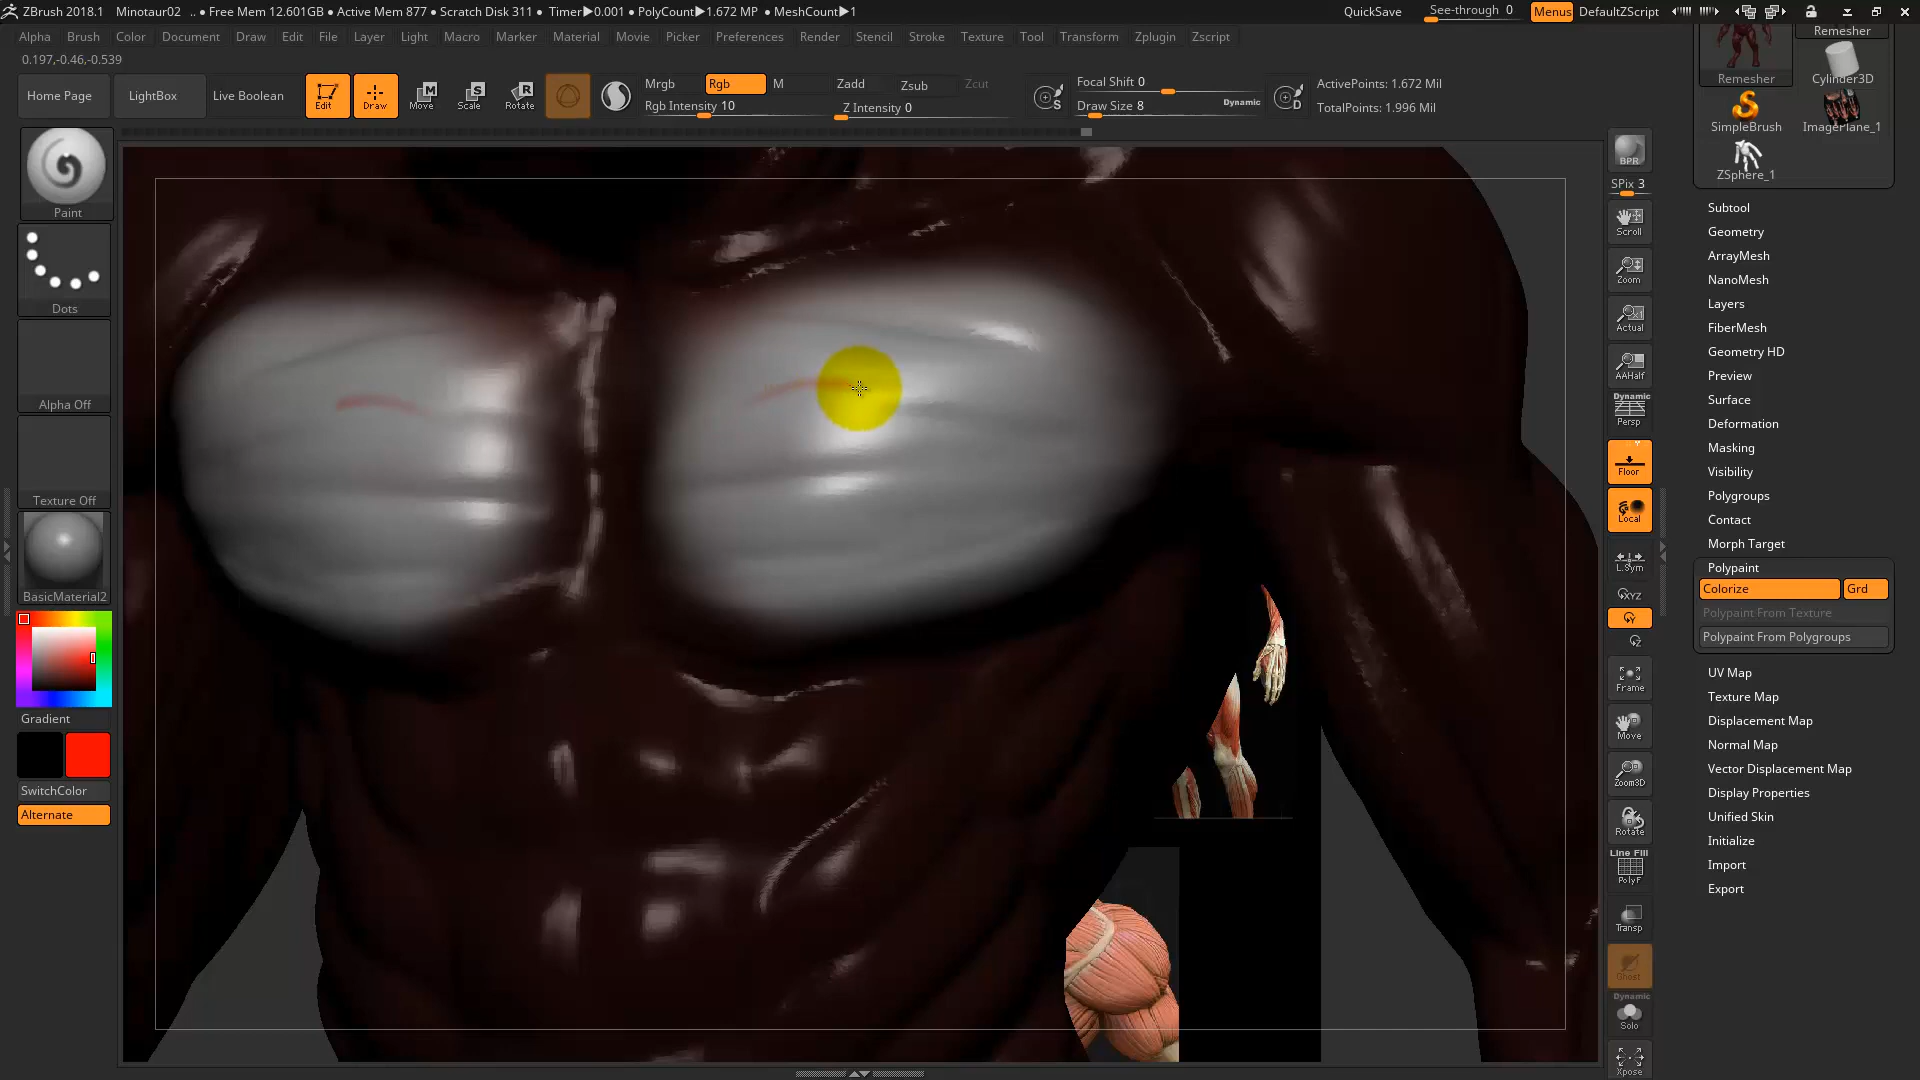 ZBrush 2018.1 Minotaur02 .. • Free Mem 12.601GB • Active Mem 877 • Scratch Disk 311 • Timer▶0.001 • PolyCount▶1.672 MP • MeshCount▶1 QuickSave See-through 0 Menus DefaultZScript
Alpha Brush Color Document Draw Edit File Layer Light Macro Marker Material Movie Picker Preferences Render Stencil Stroke Texture Tool Transform Zplugin Zscript
0.197,-0.46,-0.539
Home Page LightBox Live Boolean Edit Draw Move Scale Rotate
Mrgb Rgb M Zadd Zsub Zcut
Rgb Intensity 10 Z Intensity 0
S Focal Shift 0
Draw Size 8 Dynamic D
ActivePoints: 1.672 Mil
TotalPoints: 1.996 Mil
Paint
Dots
Alpha Off
Texture Off
BasicMaterial2
Gradient
SwitchColor
Alternate
BPR
SPix 3
Scroll
Zoom
Actual
AAHalf
Dynamic
Persp
Floor
Local
L.Sym
XYZ
Y
Z
Frame
Move
Zoom3D
Rotate
Line Fill
PolyF
Transp
Ghost
Dynamic
Solo
Xpose
Remesher
Remesher Cylinder3D
SimpleBrush ImagePlane_1
ZSphere_1
Subtool
Geometry
ArrayMesh
NanoMesh
Layers
FiberMesh
Geometry HD
Preview
Surface
Deformation
Masking
Visibility
Polygroups
Contact
Morph Target
Polypaint
Colorize Grd
Polypaint From Texture
Polypaint From Polygroups
UV Map
Texture Map
Displacement Map
Normal Map
Vector Displacement Map
Display Properties
Unified Skin
Initialize
Import
Export